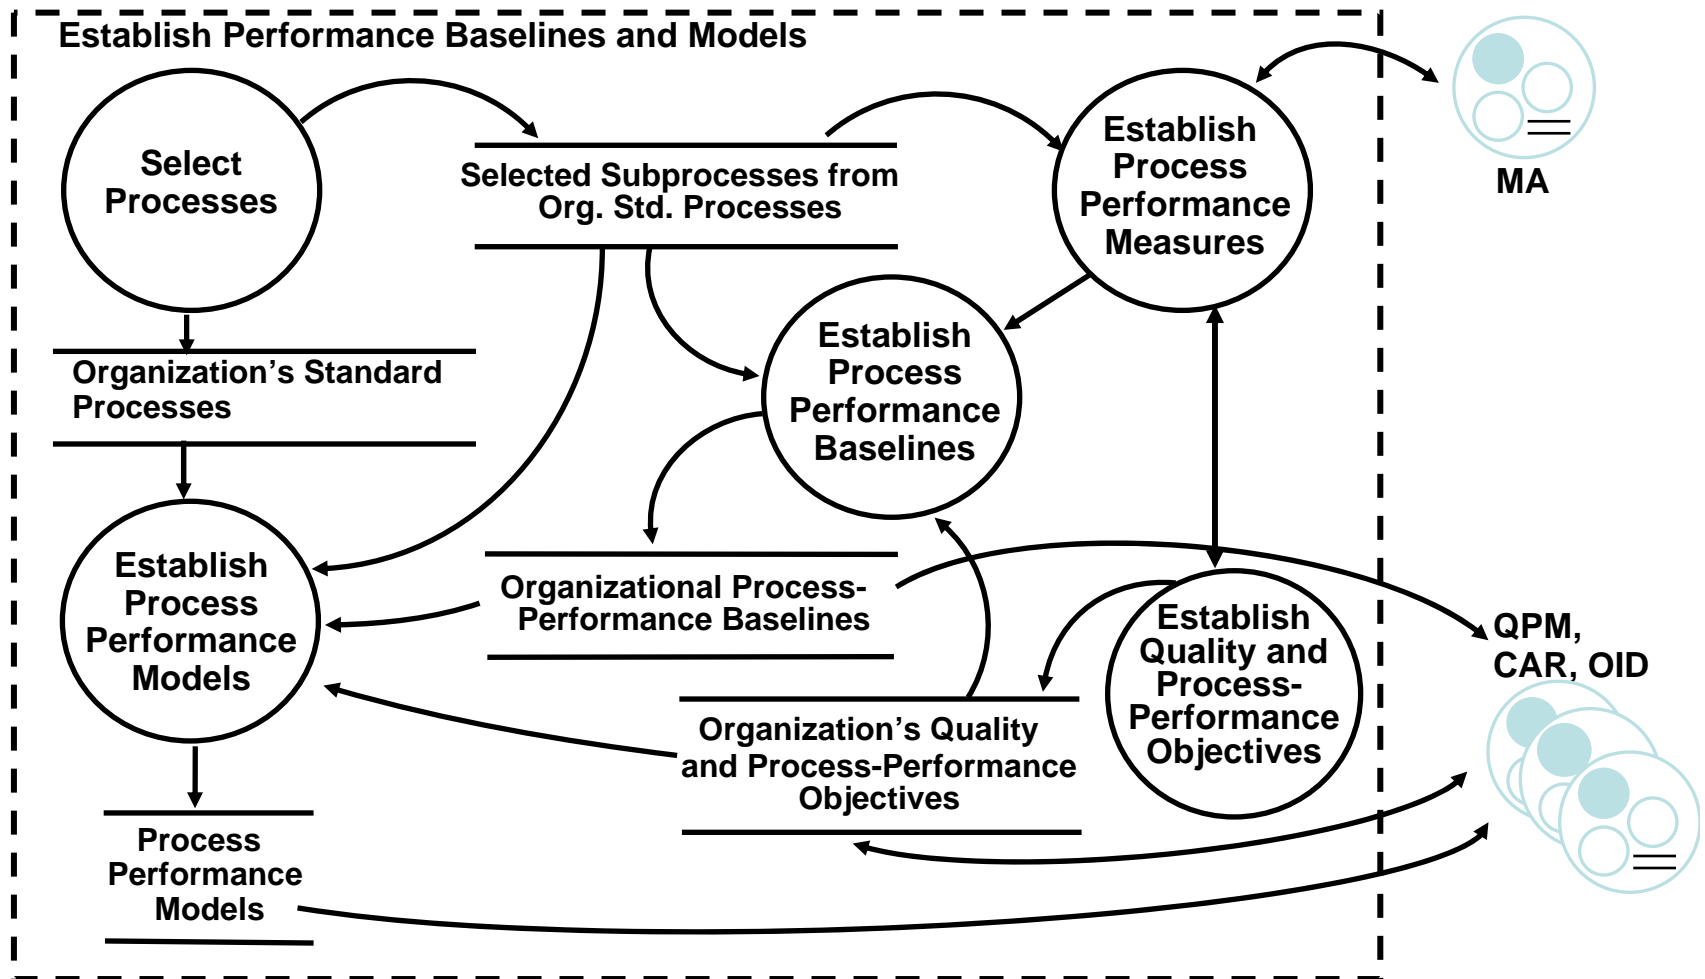 Establish Performance Baselines and Models
Select
Processes
Selected Subprocesses from
Org. Std. Processes
Establish
Process
Performance
Measures
MA
Organization's Standard
Processes
Establish
Process
Performance
Baselines
Establish
Process
Performance
Models
Organizational Process-
Performance Baselines
Establish
Quality and
Process-
Performance
Objectives
QPM,
CAR, OID
Organization's Quality
and Process-Performance
Objectives
Process
Performance
Models